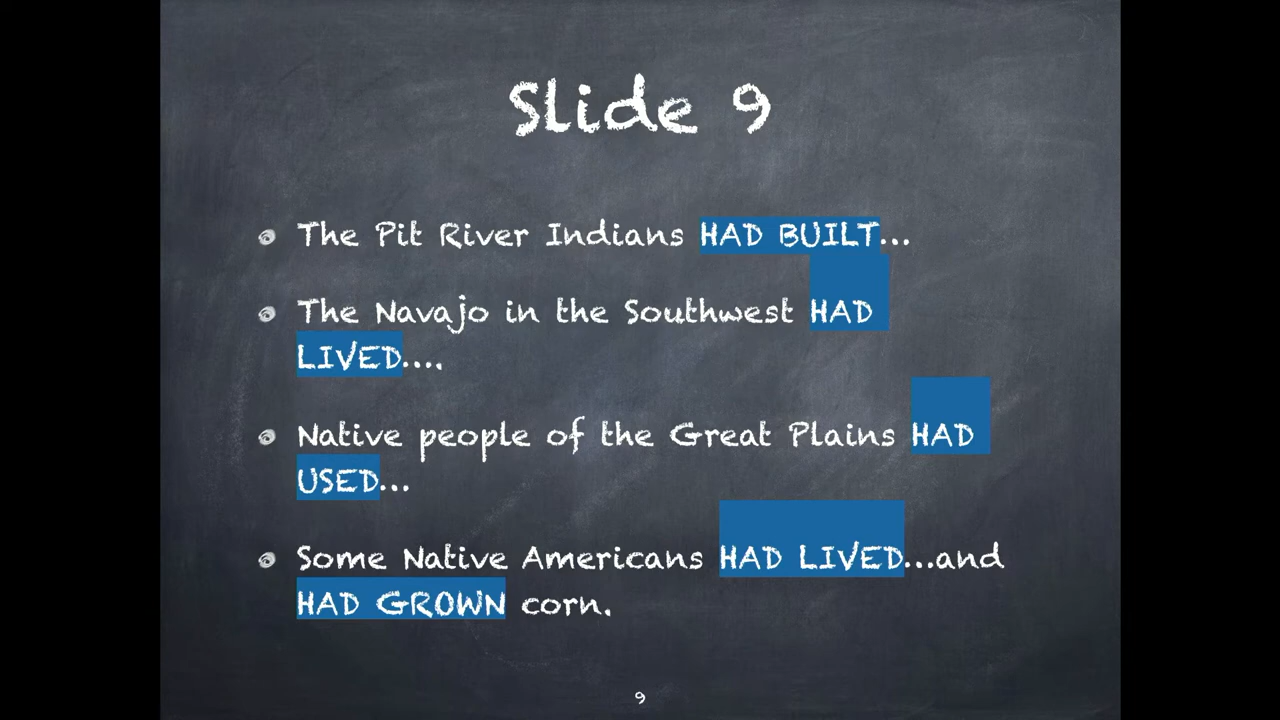 Slide 9
The Pit River Indians HAD BUILT...
The Navajo in the Southwest HAD
LIVED....
Native people of the Great Plains HAD
USED...
Some Native Americans HAD LIVED...and
HAD GROWN corn.
9